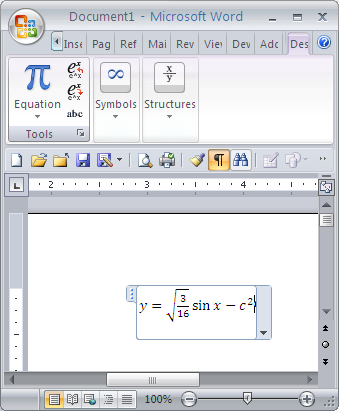 Document1 - Microsoft Word
Inse Pag Ref Mai Rev Viev Dev Adc Des
π e^x ∞ x/y
e^x
abc
Equation Symbols Structures
Tools
2 3 4
y = √(3/16) sin x − c²
100%